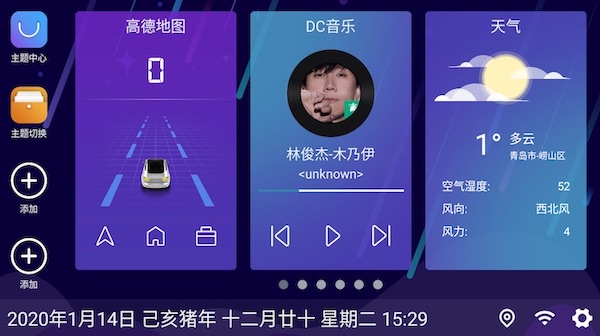 主题中心
主题切换
添加
添加
高德地图
0
DC音乐
林俊杰-木乃伊
<unknown>
天气
1° 多云
青岛市-崂山区
空气湿度: 52
风向: 西北风
风力: 4
2020年1月14日 己亥猪年 十二月廿十 星期二 15:29